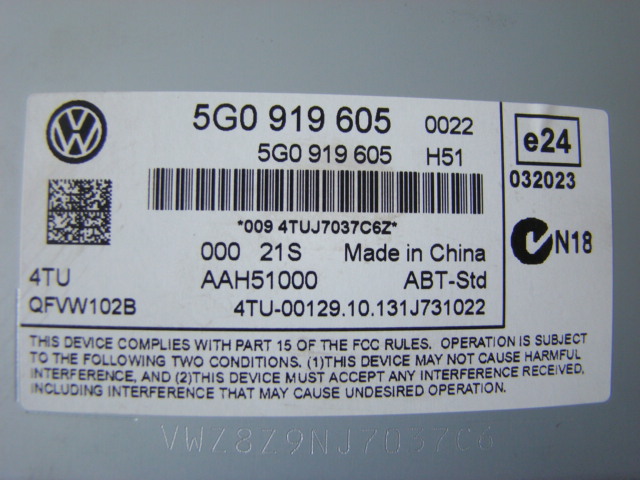 5G0 919 605 0022
5G0 919 605 H51
*009 4TUJ7037C6Z*
000 21S Made in China
4TU AAH51000 ABT-Std
QFVW102B 4TU-00129.10.131J731022
e24
032023
N18
THIS DEVICE COMPLIES WITH PART 15 OF THE FCC RULES. OPERATION IS SUBJECT
TO THE FOLLOWING TWO CONDITIONS. (1)THIS DEVICE MAY NOT CAUSE HARMFUL
INTERFERENCE, AND (2)THIS DEVICE MUST ACCEPT ANY INTERFERENCE RECEIVED,
INCLUDING INTERFERENCE THAT MAY CAUSE UNDESIRED OPERATION.
VWZ8Z9NJ7037C6